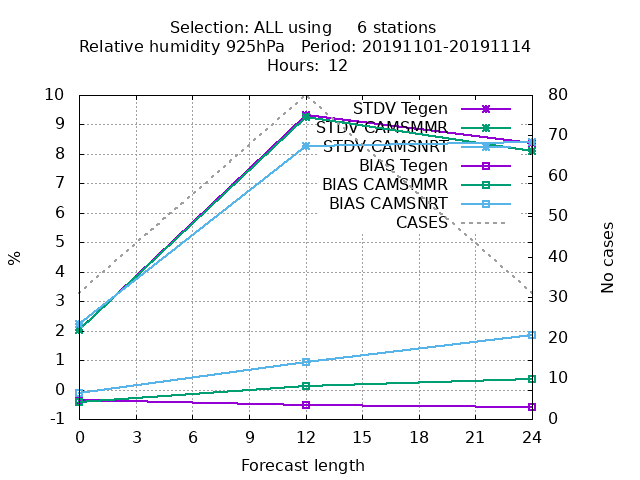 Selection: ALL using 6 stations
Relative humidity 925hPa Period: 20191101-20191114
Hours: 12
STDV Tegen
STDV CAMSMMR
STDV CAMSNRT
BIAS Tegen
BIAS CAMSMMR
BIAS CAMSNRT
CASES
10
9
8
7
6
5
4
3
2
1
0
-1
%
80
70
60
50
40
30
20
10
0
No cases
0 3 6 9 12 15 18 21 24
Forecast length